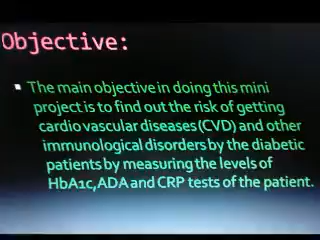 Objective:
The main objective in doing this mini
project is to find out the risk of getting
cardio vascular diseases (CVD) and other
immunological disorders by the diabetic
patients by measuring the levels of
HbA1c,ADA and CRP tests of the patient.